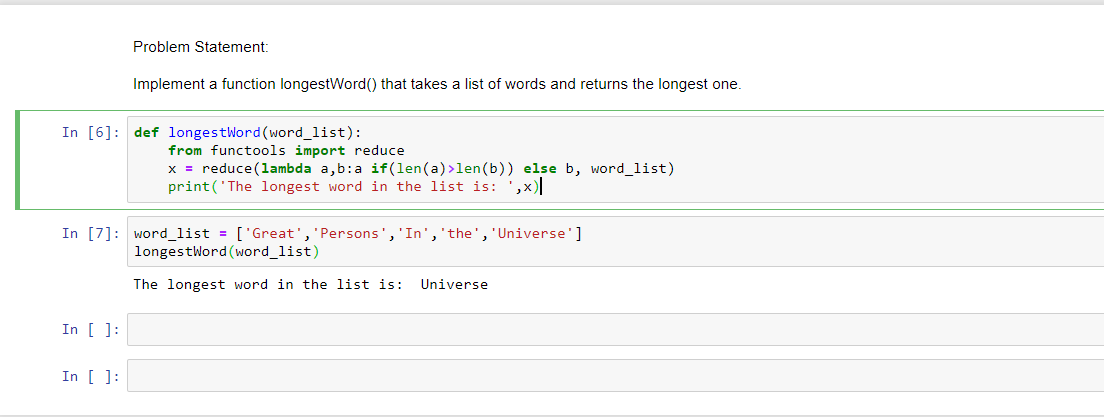 Problem Statement:
Implement a function longestWord() that takes a list of words and returns the longest one.
In [6]: def longestWord(word_list):
from functools import reduce
x = reduce(lambda a,b:a if(len(a)>len(b)) else b, word_list)
print('The longest word in the list is: ',x)
In [7]: word_list = ['Great','Persons','In','the','Universe']
longestWord(word_list)
The longest word in the list is:  Universe
In [ ]:
In [ ]: